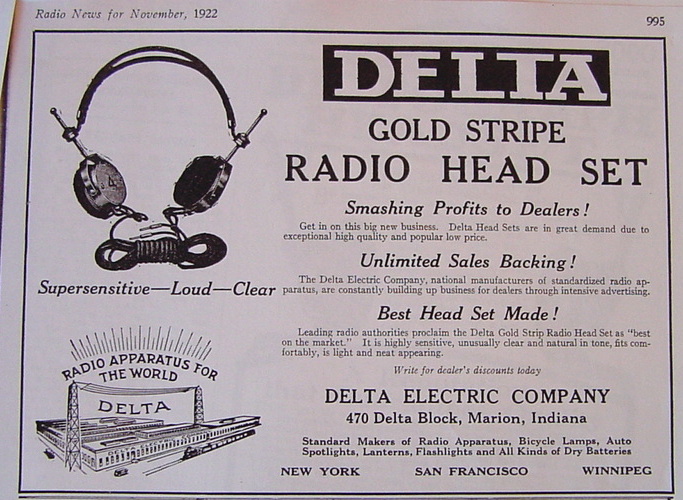 Radio News for November, 1922
995
DELTA
GOLD STRIPE
RADIO HEAD SET
Smashing Profits to Dealers!
Get in on this big new business. Delta Head Sets are in great demand due to
exceptional high quality and popular low price.
Unlimited Sales Backing!
The Delta Electric Company, national manufacturers of standardized radio ap-
paratus, are constantly building up business for dealers through intensive advertising.
Best Head Set Made!
Leading radio authorities proclaim the Delta Gold Strip Radio Head Set as "best
on the market." It is highly sensitive, unusually clear and natural in tone, fits com-
fortably, is light and neat appearing.
Write for dealer's discounts today
DELTA ELECTRIC COMPANY
470 Delta Block, Marion, Indiana
Standard Makers of Radio Apparatus, Bicycle Lamps, Auto
Spotlights, Lanterns, Flashlights and All Kinds of Dry Batteries
NEW YORK SAN FRANCISCO WINNIPEG
Supersensitive—Loud—Clear
RADIO APPARATUS FOR
THE WORLD
DELTA